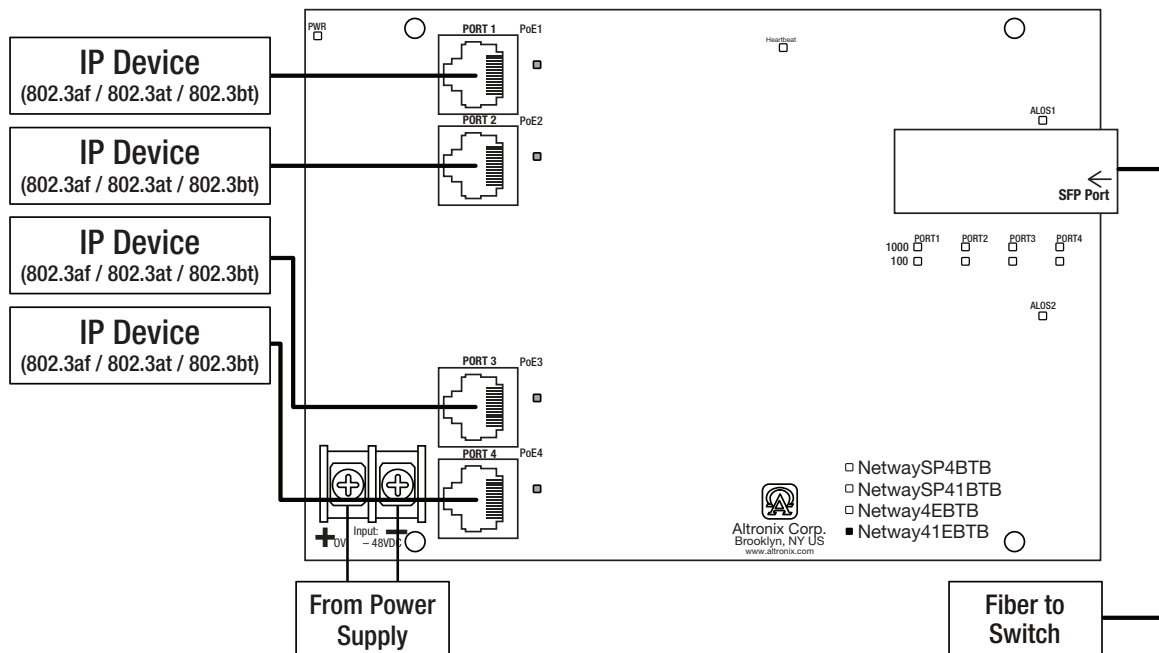 PWR
PORT 1
PoE1
Heartbeat
IP Device
(802.3af / 802.3at / 802.3bt)
PORT 2
PoE2
ALOS1
IP Device
(802.3af / 802.3at / 802.3bt)
SFP Port
IP Device
(802.3af / 802.3at / 802.3bt)
PORT1 PORT2 PORT3 PORT4
1000
100
ALOS2
IP Device
(802.3af / 802.3at / 802.3bt)
PORT 3
PoE3
PORT 4
PoE4
NetwaySP4BTB
NetwaySP41BTB
Netway4EBTB
Netway41EBTB
Altronix Corp.
Brooklyn, NY US
www.altronix.com
Input:
+ 0V – 48VDC –
From Power
Supply
Fiber to
Switch